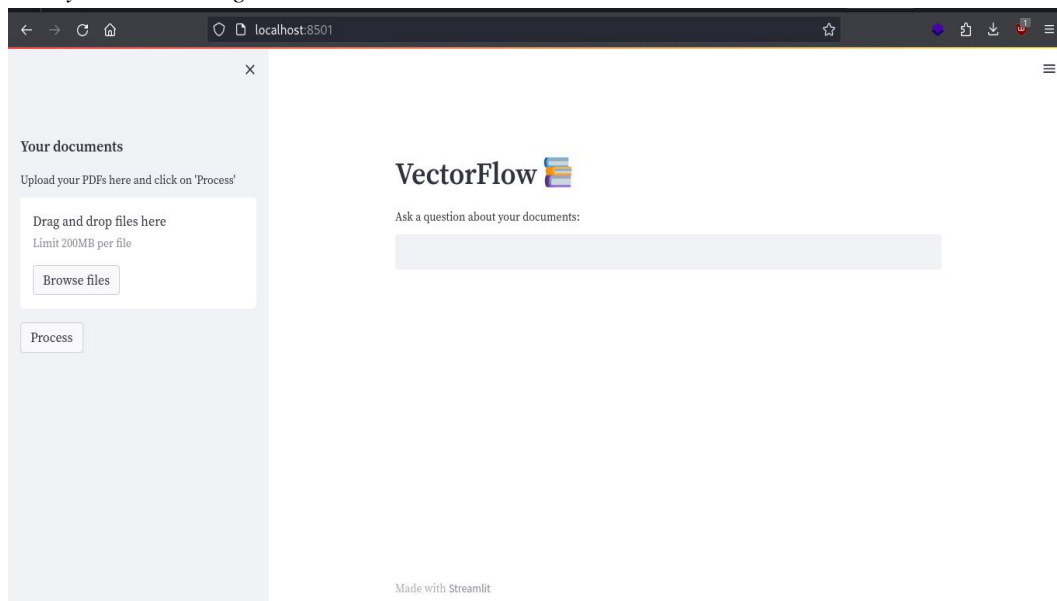 localhost:8501
1
Your documents
Upload your PDFs here and click on 'Process'
Drag and drop files here
Limit 200MB per file
Browse files
Process
VectorFlow
Ask a question about your documents:
Made with Streamlit